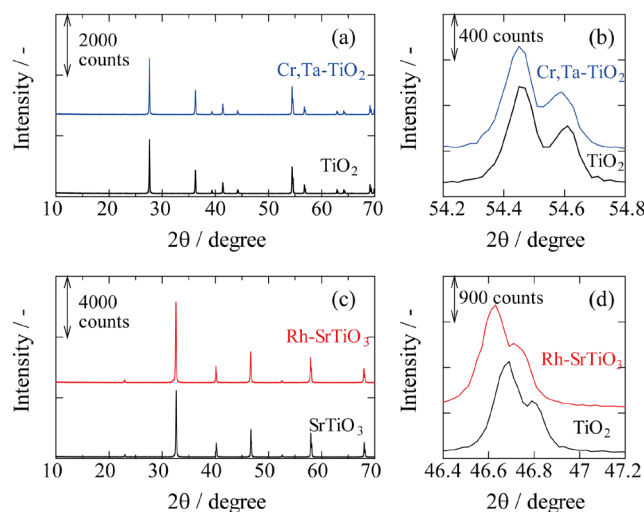 2000
counts
(a)
Cr,Ta-TiO2
TiO2
Intensity / -
10 20 30 40 50 60 70
2θ / degree
400 counts
(b)
Cr,Ta-TiO2
TiO2
Intensity / -
54.2 54.4 54.6 54.8
2θ / degree
4000
counts
(c)
Rh-SrTiO3
SrTiO3
Intensity / -
10 20 30 40 50 60 70
2θ / degree
900 counts
(d)
Rh-SrTiO3
TiO2
Intensity / -
46.4 46.6 46.8 47 47.2
2θ / degree